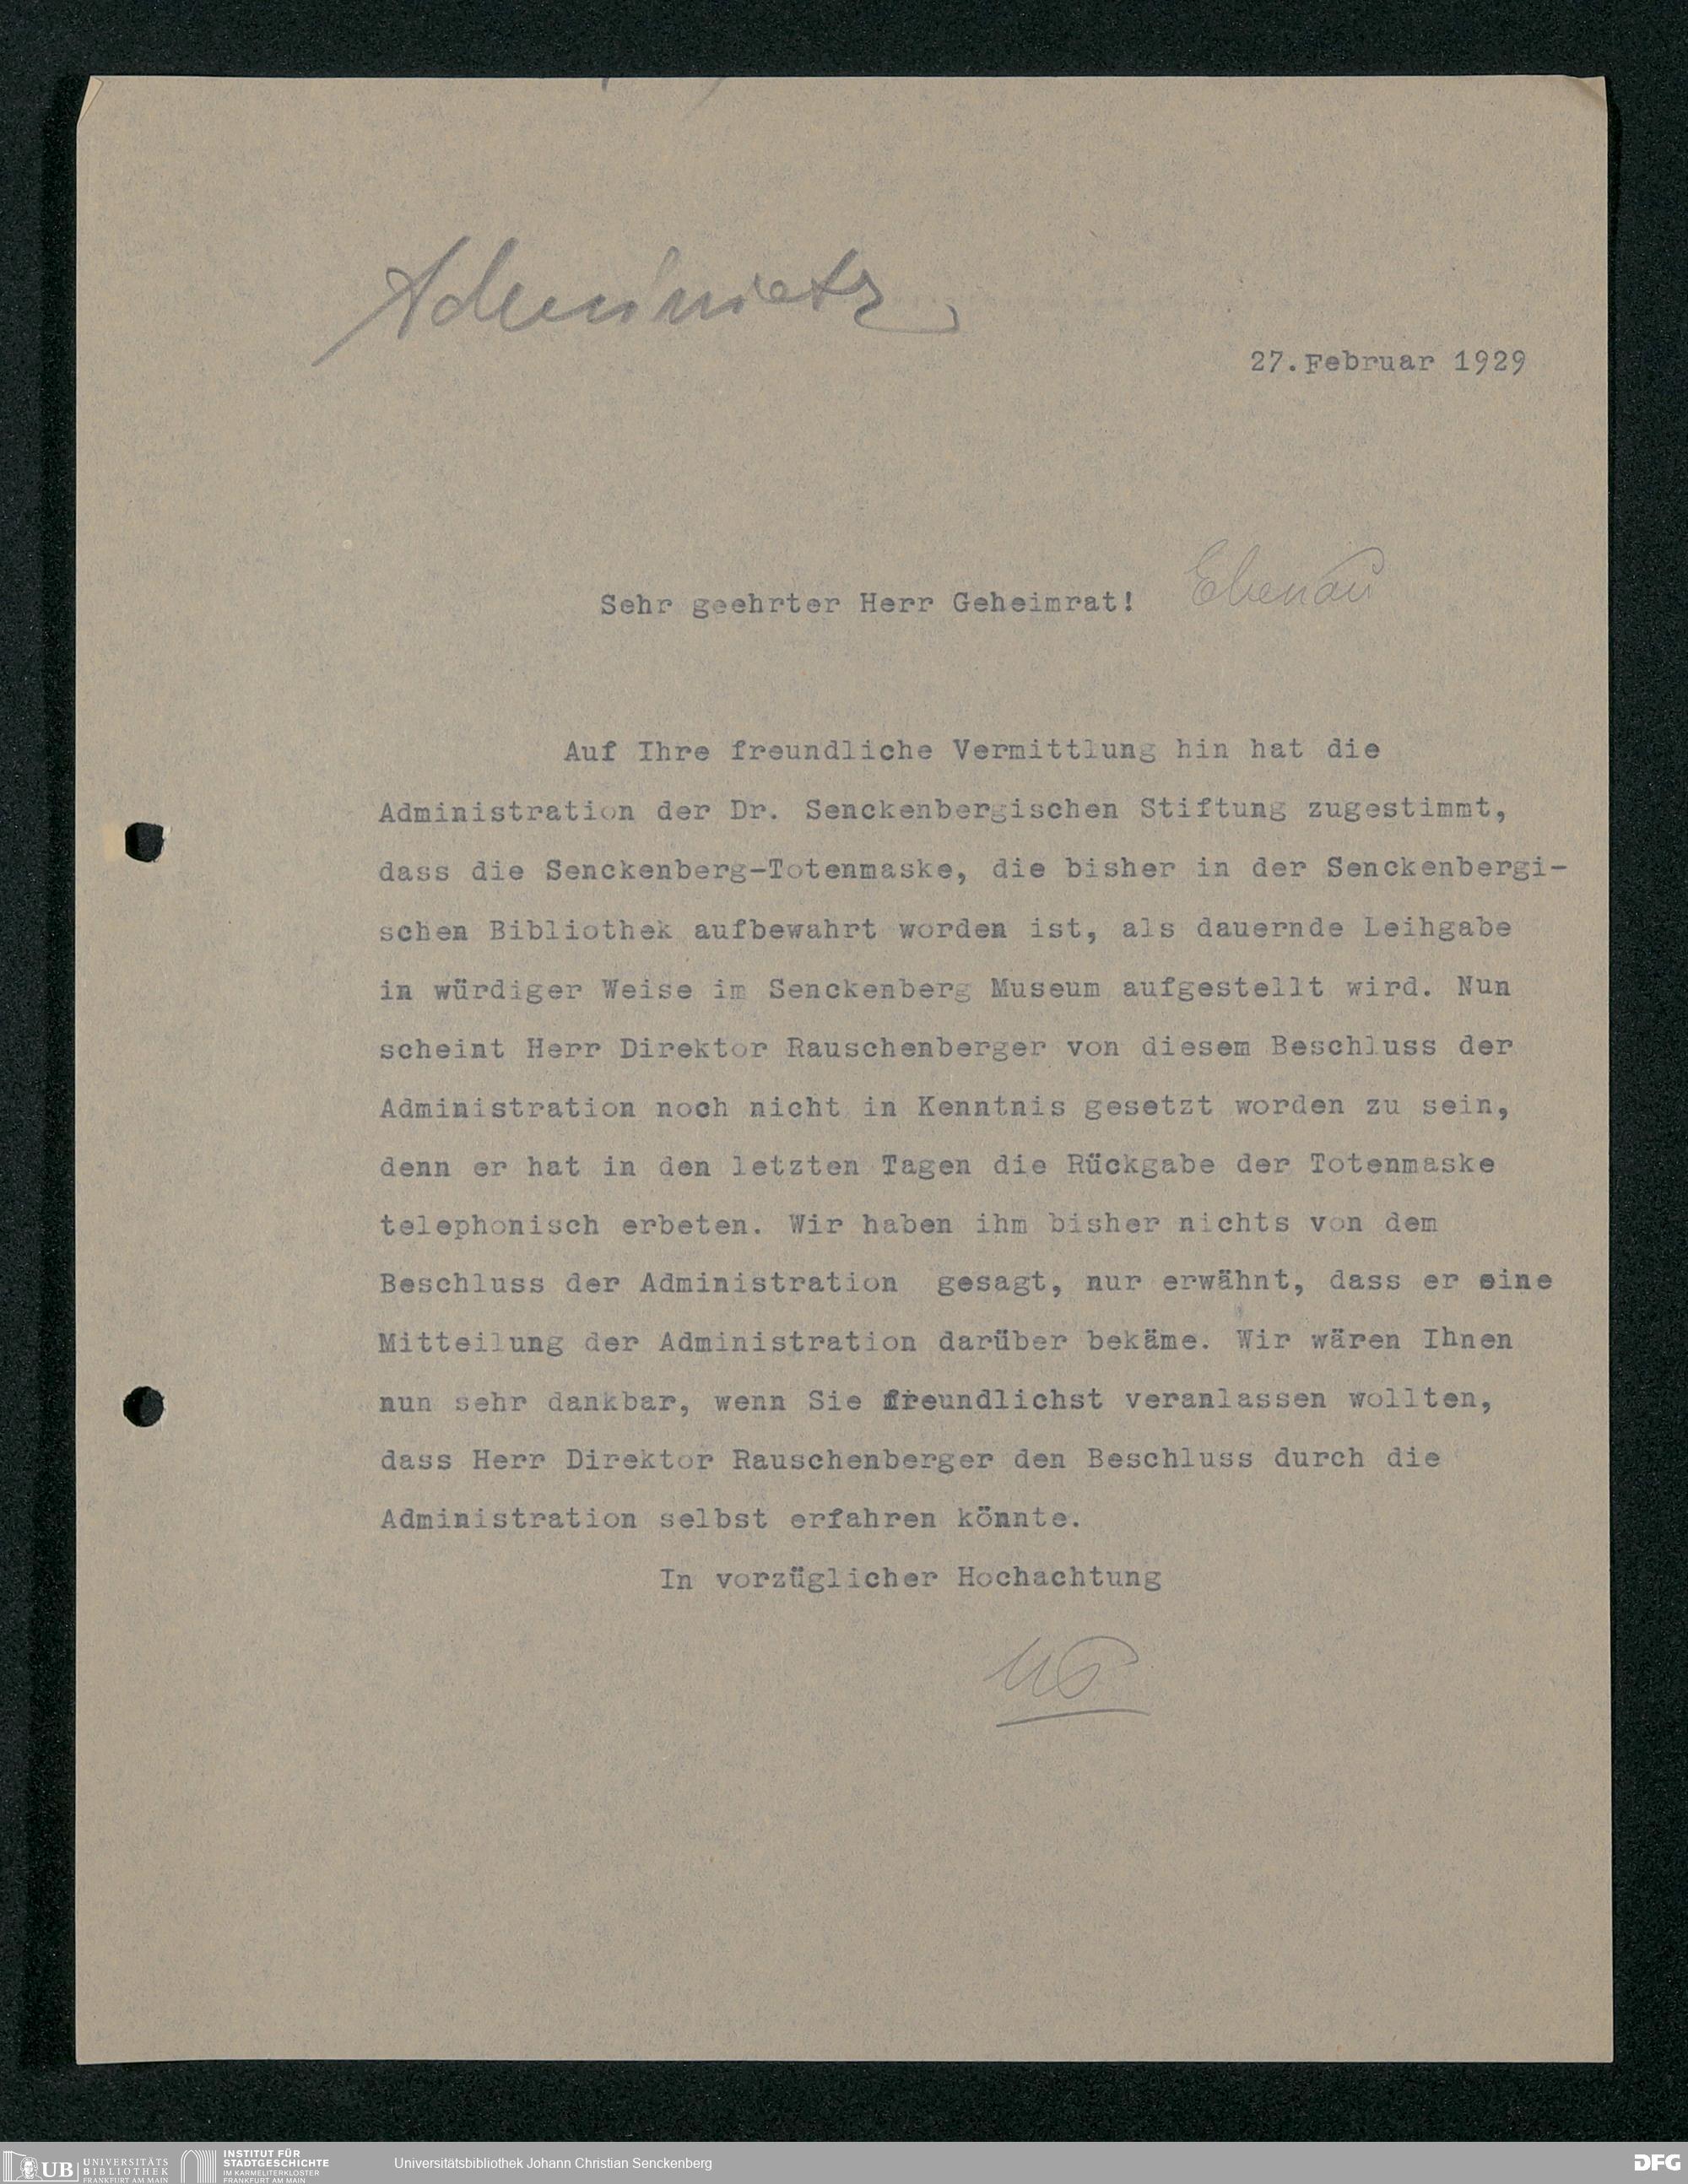 27.Februar 1929
Sehr geehrter Herr Geheimrat! Ebenau
Auf Ihre freundliche Vermittlung hin hat die
Administration der Dr. Senckenbergischen Stiftung zugestimmt,
dass die Senckenberg-Totenmaske, die bisher in der Senckenbergi-
schen Bibliothek aufbewahrt worden ist, als dauernde Leihgabe
in würdiger Weise im Senckenberg Museum aufgestellt wird. Nun
scheint Herr Direktor Rauschenberger von diesem Beschluss der
Administration noch nicht in Kenntnis gesetzt worden zu sein,
denn er hat in den letzten Tagen die Rückgabe der Totenmaske
telephonisch erbeten. Wir haben ihm bisher nichts von dem
Beschluss der Administration gesagt, nur erwähnt, dass er eine
Mitteilung der Administration darüber bekäme. Wir wären Ihnen
nun sehr dankbar, wenn Sie freundlichst veranlassen wollten,
dass Herr Direktor Rauschenberger den Beschluss durch die
Administration selbst erfahren könnte.
In vorzüglicher Hochachtung
UB UNIVERSITÄTS
BIBLIOTHEK
FRANKFURT AM MAIN
INSTITUT FÜR
STADTGESCHICHTE
IM KARMELITERKLOSTER
FRANKFURT AM MAIN
Universitätsbibliothek Johann Christian Senckenberg
DFG